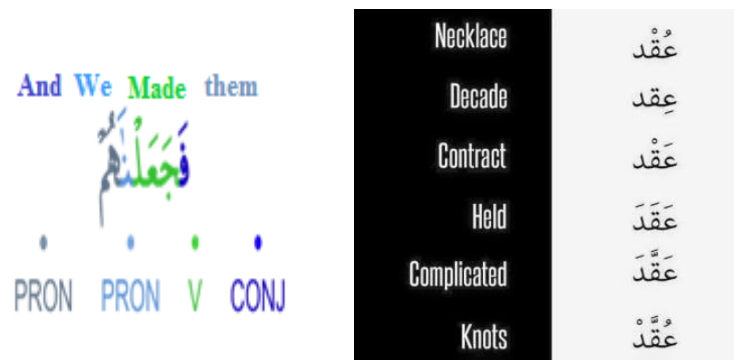 And We Made them
فَجَعَلْنَٰهُمُ
PRON PRON V CONJ
Necklace عُقْد
Decade عِقد
Contract عَقْد
Held عَقَدَ
Complicated عَقَّدَ
Knots عُقَّدْ